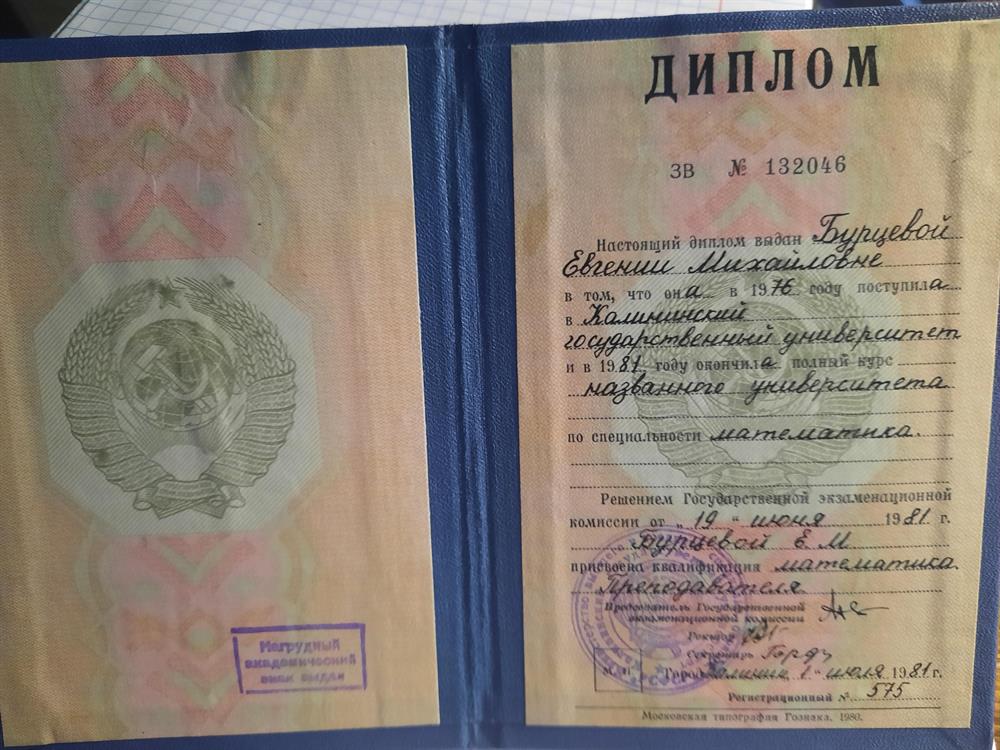 Нагрудный
академический
знак выдан
ДИПЛОМ
ЗВ № 132046
Настоящий диплом выдан Бурцевой
Евгении Михайловне
в том, что она в 1976 году поступила
в Калининский
государственный университет
и в 1981 году окончила полный курс
названного университета
по специальности математика.
Решением Государственной экзаменационной
комиссии от „19" июня 1981 г.
Бурцевой Е. М
присвоена квалификация математика.
Преподавателя
Председатель Государственной
экзаменационной комиссии
Ректор
Секретарь
М. П. Город Калинин 1 июля 1981 г.
Регистрационный № 575
Московская типография Гознака. 1980.